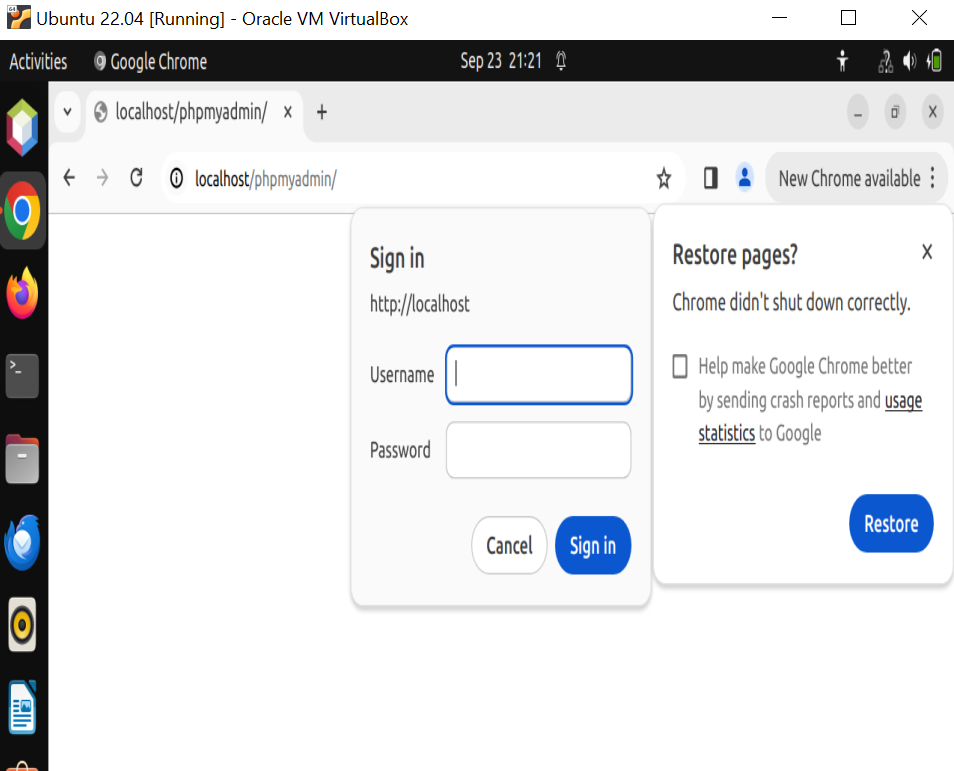 Ubuntu 22.04 [Running] - Oracle VM VirtualBox
Activities Google Chrome Sep 23 21:21
localhost/phpmyadmin/
localhost/phpmyadmin/ New Chrome available
Sign in
http://localhost
Username
Password
Cancel Sign in
Restore pages?
Chrome didn't shut down correctly.
Help make Google Chrome better
by sending crash reports and usage
statistics to Google
Restore